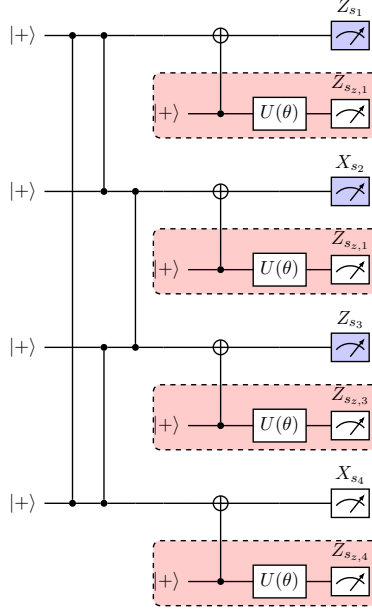 Z_{s_1}
|+⟩
Z_{s_{z,1}}
|+⟩ U(θ)
X_{s_2}
|+⟩
Z_{s_{z,1}}
|+⟩ U(θ)
Z_{s_3}
|+⟩
Z_{s_{z,3}}
|+⟩ U(θ)
X_{s_4}
|+⟩
Z_{s_{z,4}}
|+⟩ U(θ)